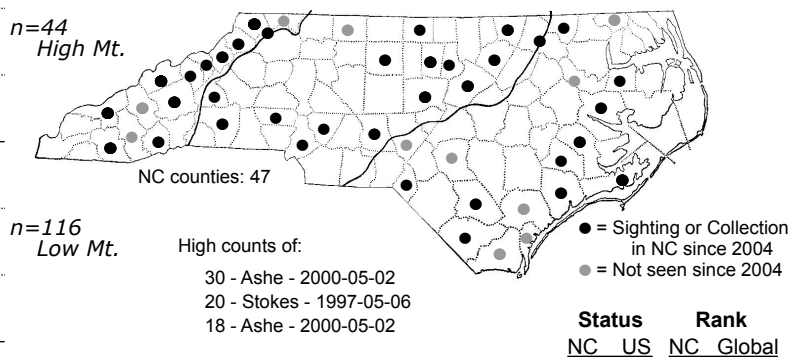 n=44
High Mt.
NC counties: 47
n=116
Low Mt.
High counts of:
30 - Ashe - 2000-05-02
20 - Stokes - 1997-05-06
18 - Ashe - 2000-05-02
= Sighting or Collection
in NC since 2004
= Not seen since 2004
Status Rank
NC US NC Global